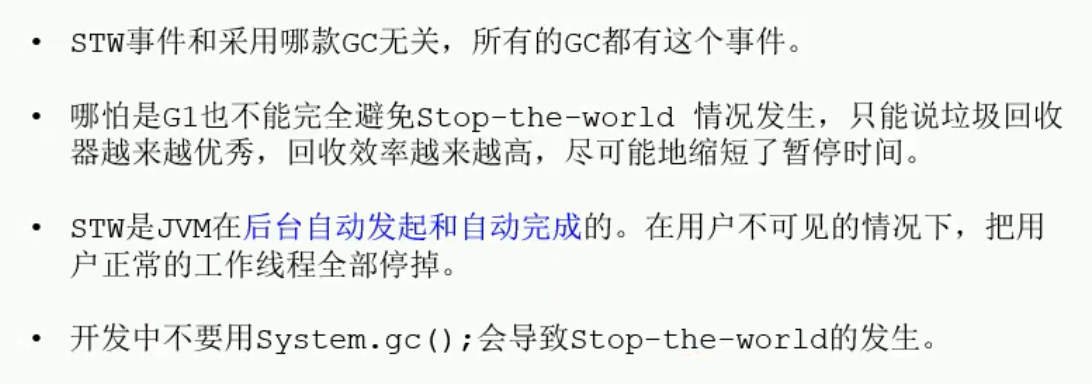 • STW事件和采用哪款GC无关，所有的GC都有这个事件。
• 哪怕是G1也不能完全避免Stop-the-world 情况发生，只能说垃圾回收
器越来越优秀，回收效率越来越高，尽可能地缩短了暂停时间。
• STW是JVM在后台自动发起和自动完成的。在用户不可见的情况下，把用
户正常的工作线程全部停掉。
• 开发中不要用System.gc();会导致Stop-the-world的发生。